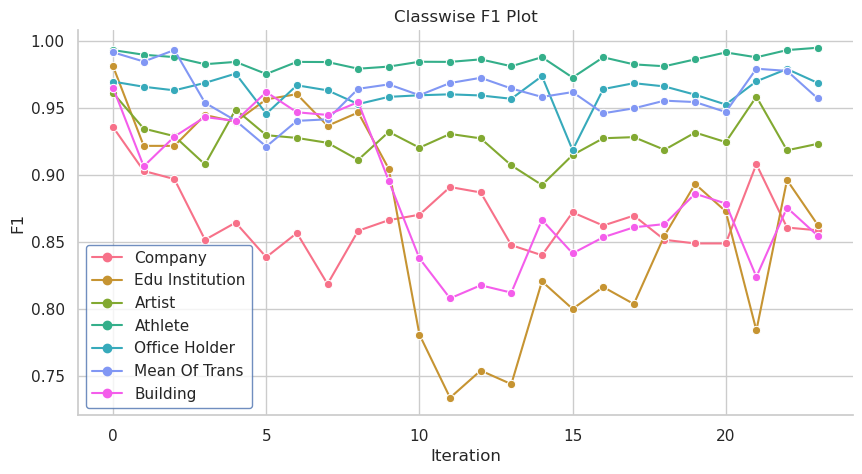 Classwise F1 Plot
1.00
0.95
0.90
0.85
0.80
0.75
F1
Company
Edu Institution
Artist
Athlete
Office Holder
Mean Of Trans
Building
0 5 10 15 20
Iteration